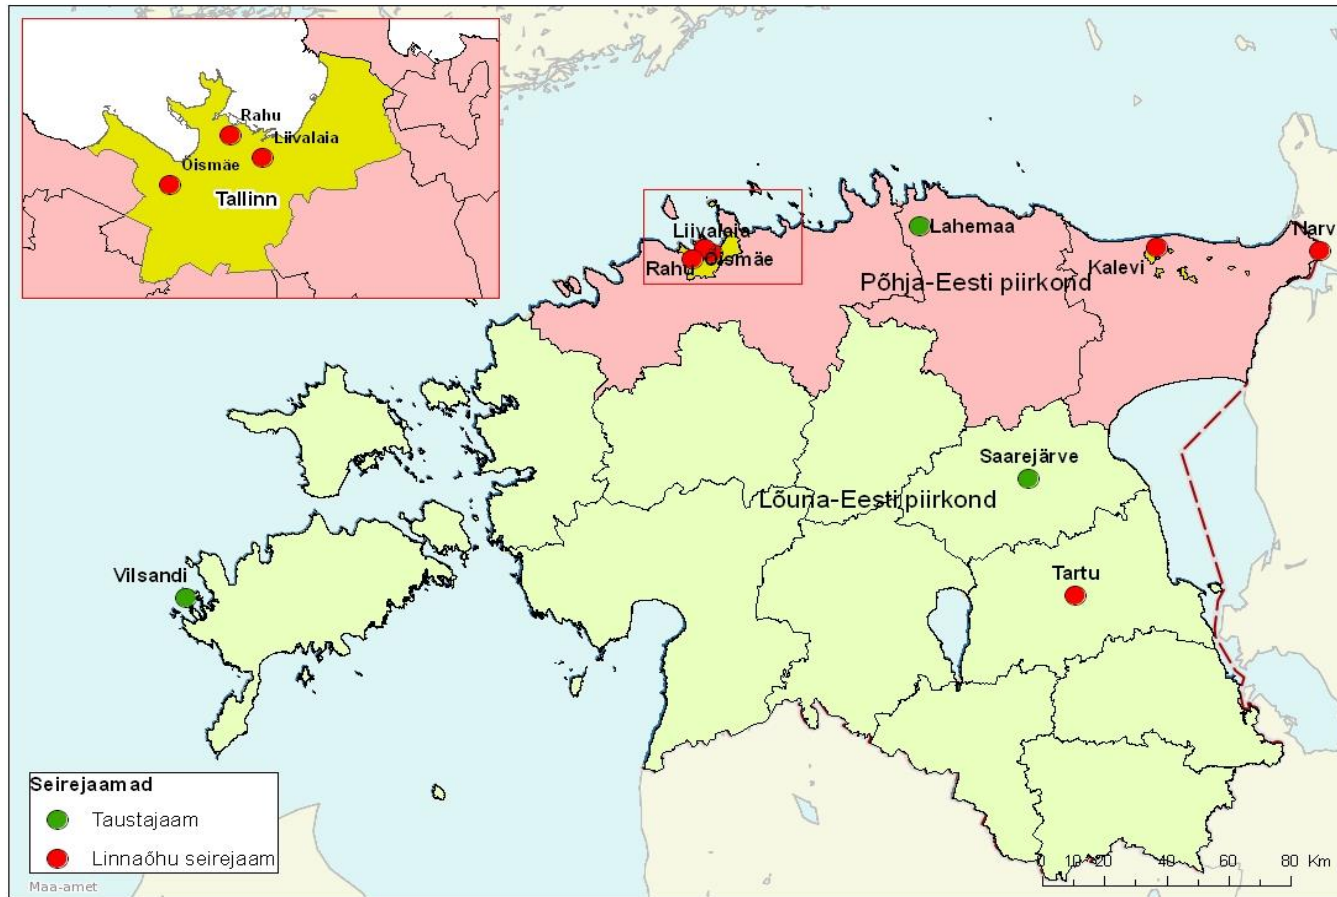 Rahu
Liivalaia
Õismäe
Tallinn
Liivalaia
Rahu
Õismäe
Lahemaa
Kalevi
Narv
Põhja-Eesti piirkond
Saarejärve
Lõuna-Eesti piirkond
Vilsandi
Tartu
Seirejaamad
Taustajaam
Linnaõhu seirejaam
Maa-amet
0 10 20 40 60 80 Km